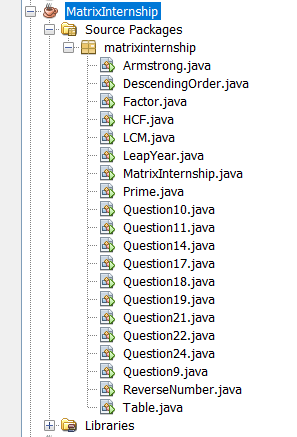 MatrixInternship
Source Packages
matrixinternship
Armstrong.java
DescendingOrder.java
Factor.java
HCF.java
LCM.java
LeapYear.java
MatrixInternship.java
Prime.java
Question10.java
Question11.java
Question14.java
Question17.java
Question18.java
Question19.java
Question21.java
Question22.java
Question24.java
Question9.java
ReverseNumber.java
Table.java
Libraries